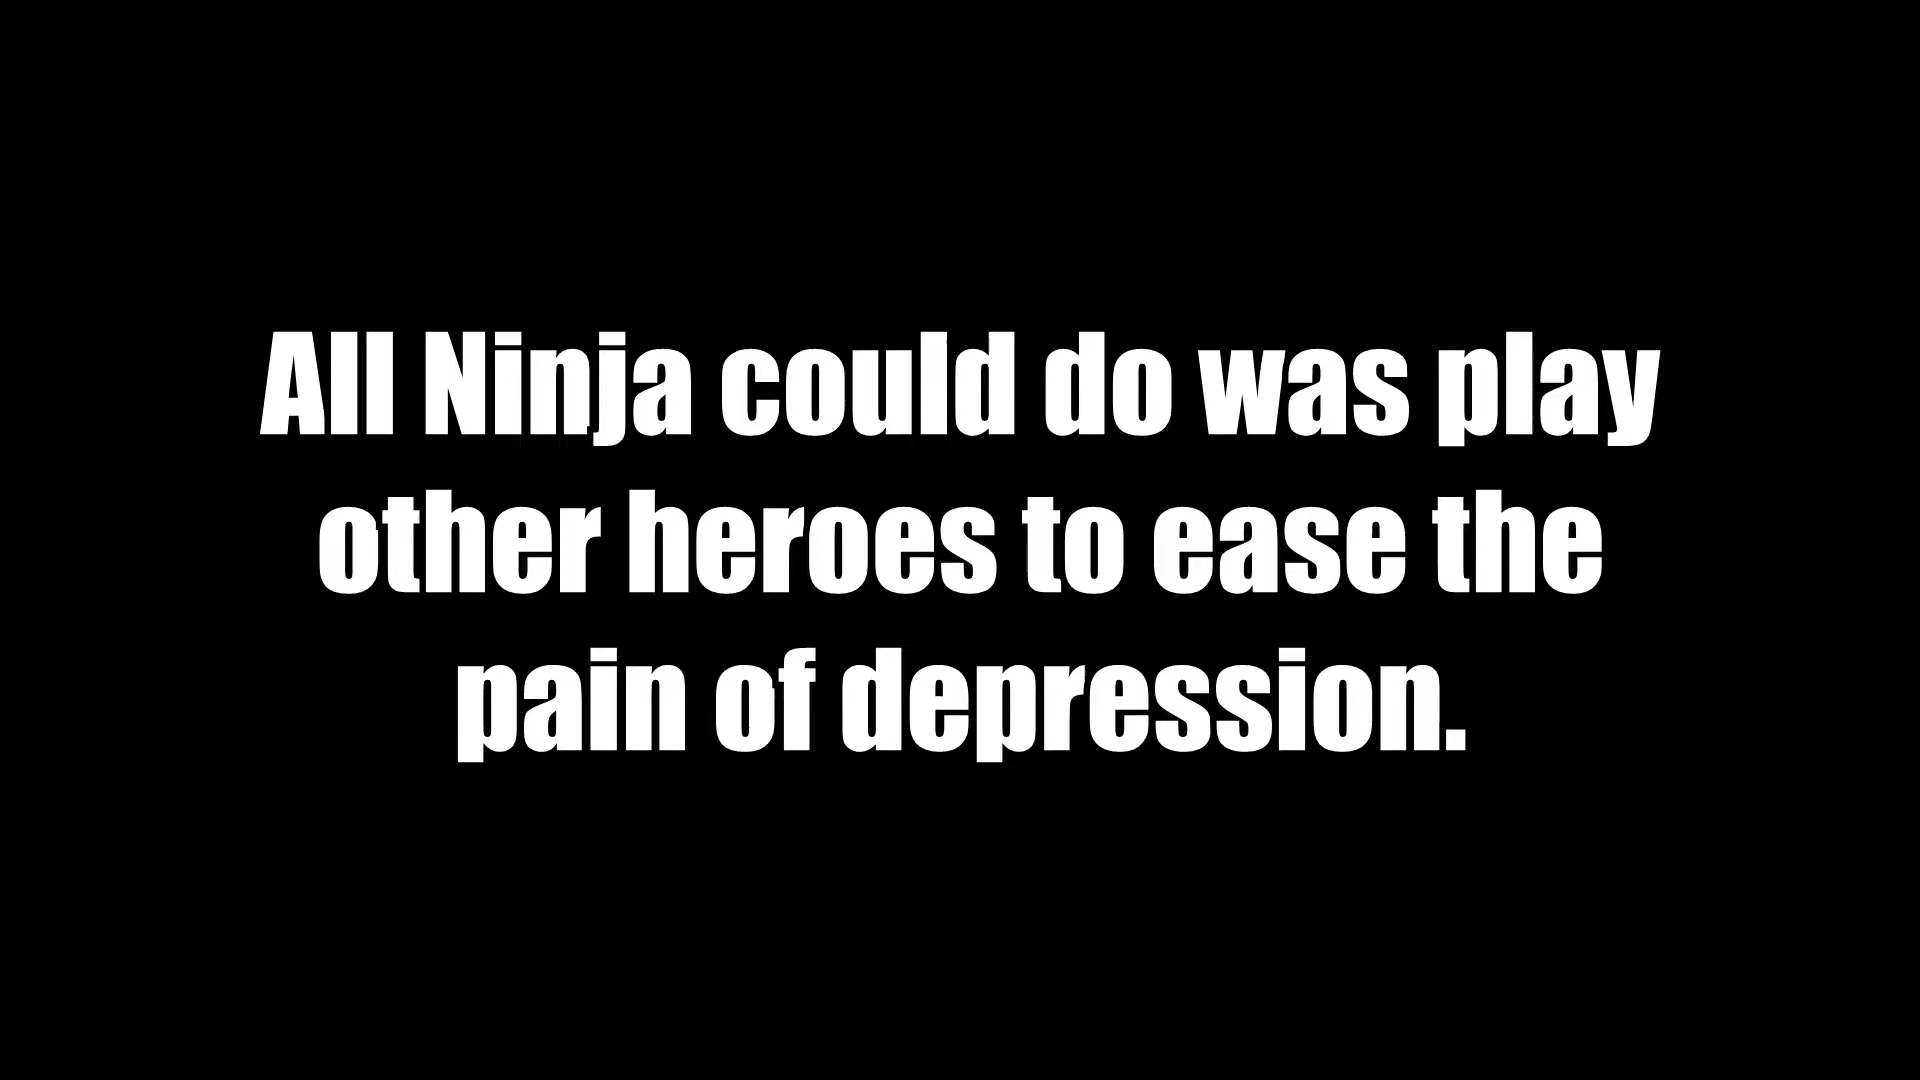 All Ninja could do was play
other heroes to ease the
pain of depression.